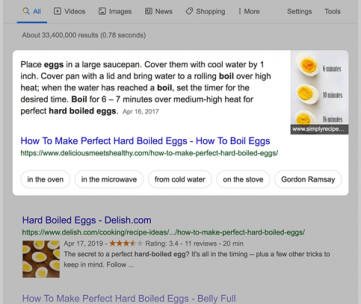 All
Videos
Images
News
Shopping
More
Settings
Tools
About 33,400,000 results (0.78 seconds)
Place eggs in a large saucepan. Cover them with cool water by 1
inch. Cover pan with a lid and bring water to a rolling boil over high
heat; when the water has reached a boil, set the timer for the
desired time. Boil for 6 – 7 minutes over medium-high heat for
perfect hard boiled eggs. Apr 16, 2017
6 minutes
10 minutes
www.simplyrecipe...
How To Make Perfect Hard Boiled Eggs - How To Boil Eggs
https://www.deliciousmeetshealthy.com/how-to-make-perfect-hard-boiled-eggs/
in the oven
in the microwave
from cold water
on the stove
Gordon Ramsay
Hard Boiled Eggs - Delish.com
https://www.delish.com/cooking/recipe-ideas/.../how-to-hard-boiled-eggs
Apr 17, 2019 - Rating: 3.4 - 11 reviews - 20 min
The secret to a perfect hard-boiled egg? It's all in the timing – plus a few other tricks to
keep in mind. Follow ...
How To Make Perfect Hard Boiled Eggs - Belly Full